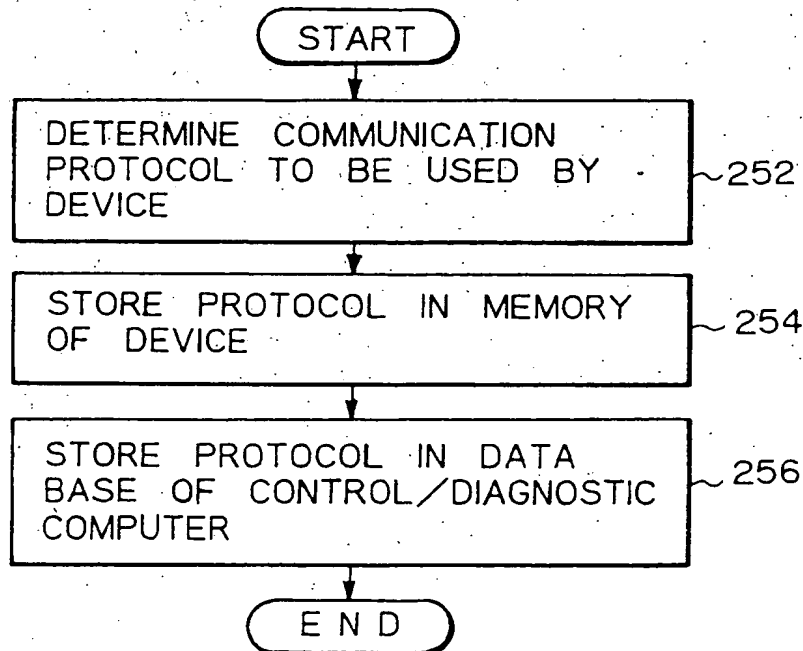 START
DETERMINE COMMUNICATION
PROTOCOL TO BE USED BY
DEVICE
252
STORE PROTOCOL IN MEMORY
OF DEVICE
254
STORE PROTOCOL IN DATA
BASE OF CONTROL/DIAGNOSTIC
COMPUTER
256
END